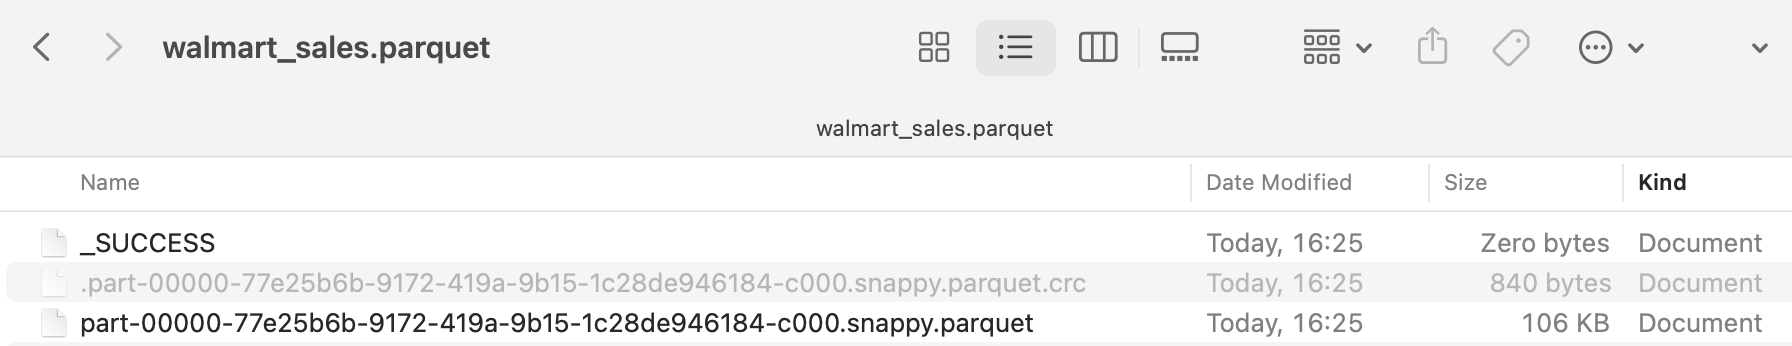 walmart_sales.parquet
walmart_sales.parquet
Name Date Modified Size Kind
_SUCCESS Today, 16:25 Zero bytes Document
.part-00000-77e25b6b-9172-419a-9b15-1c28de946184-c000.snappy.parquet.crc Today, 16:25 840 bytes Document
part-00000-77e25b6b-9172-419a-9b15-1c28de946184-c000.snappy.parquet Today, 16:25 106 KB Document